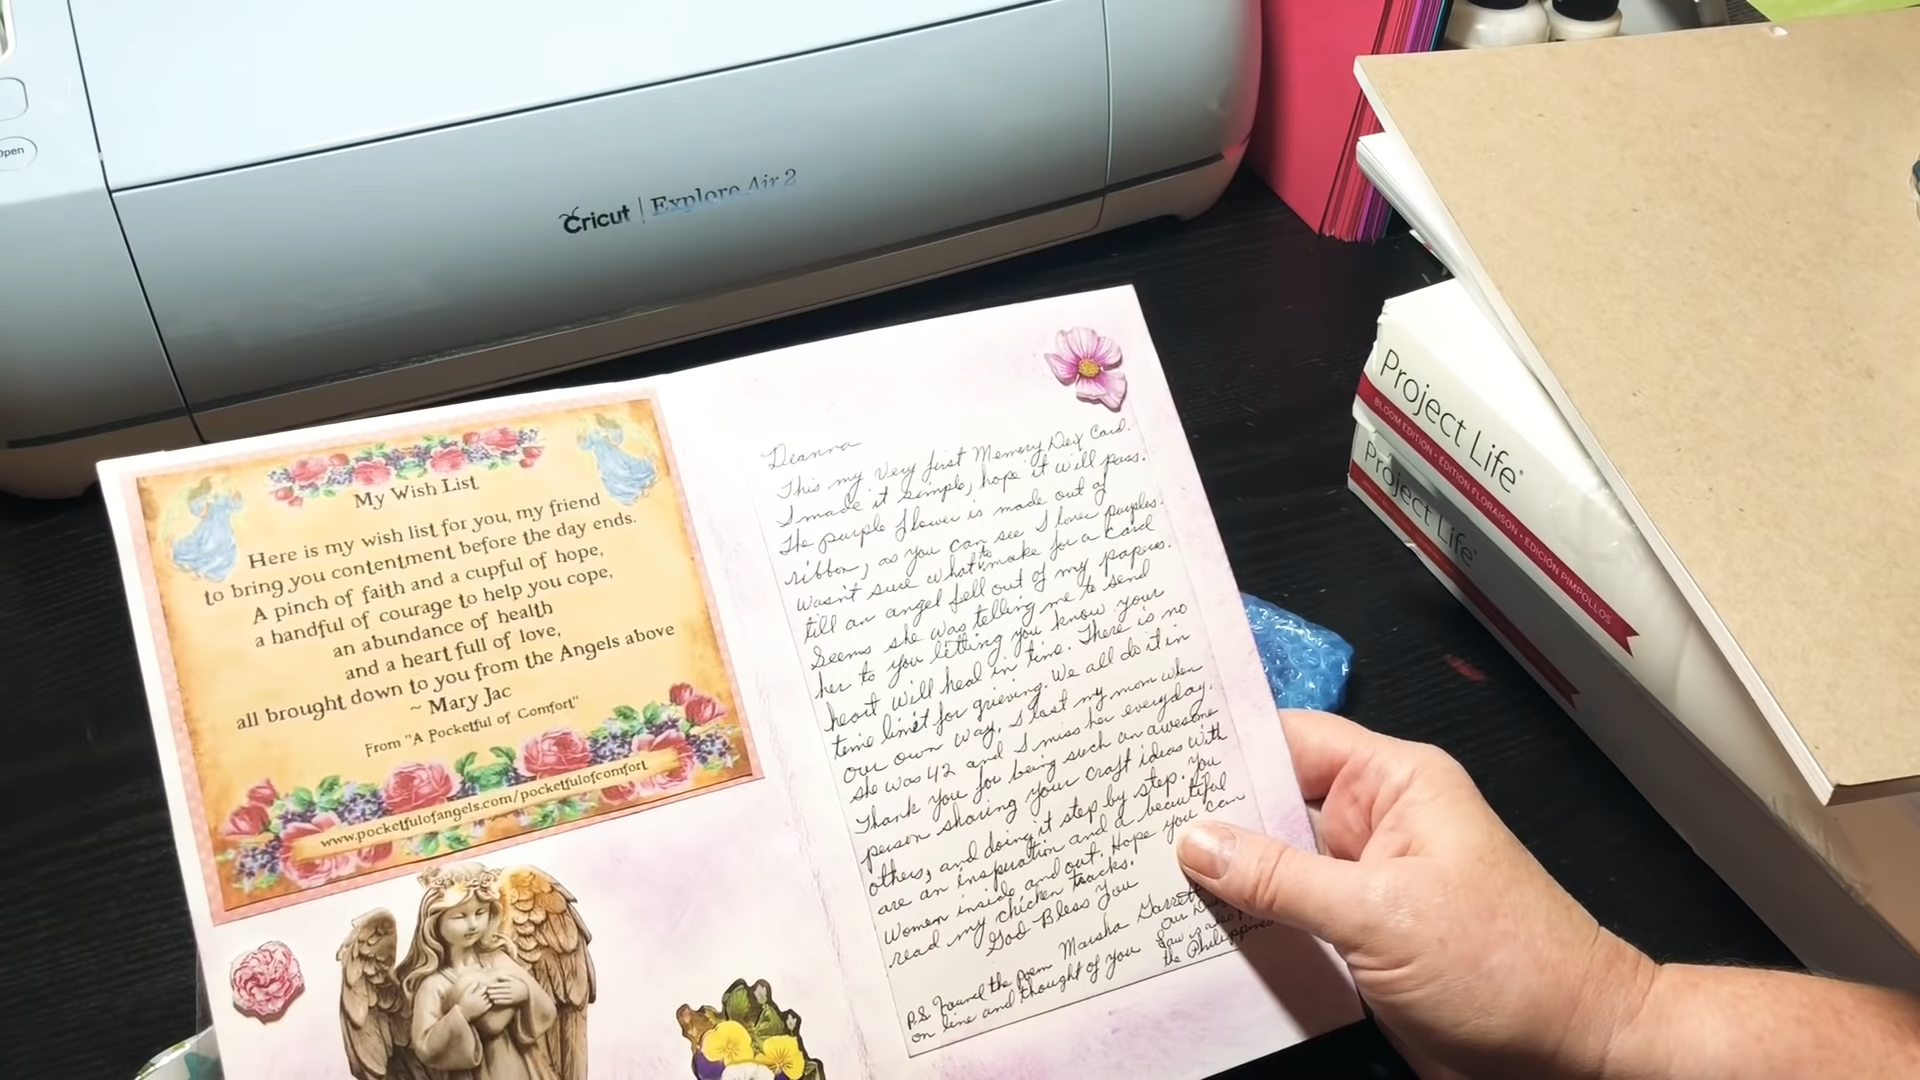 Open
Cricut | Explore Air 2
Project Life
BLOOM EDITION • ÉDITION FLORAISON • EDICIÓN PIMPOLLOS
Project Life
My Wish List
Here is my wish list for you, my friend
to bring you contentment before the day ends.
A pinch of faith and a cupful of hope,
a handful of courage to help you cope,
an abundance of health
and a heart full of love,
all brought down to you from the Angels above
~ Mary Jac
From "A Pocketful of Comfort"
www.pocketfulofangels.com/pocketfulofcomfort
Deanna
This my very first Memory Dex Card.
I made it simple, hope it will pass.
The purple flower is made out of
ribbon, as you can see I love purples.
Wasn't sure what to make for a Card
till an angel fell out of my papers.
Seems she was telling me to send
her to you letting you know your
heart will heal in time. There is no
time limit for grieving. We all do it in
our own way. I lost my mom when
she was 42 and I miss her everyday.
Thank you for being such an awesome
person sharing your craft ideas with
others, and doing it step by step. You
are an inspiration and a beautiful
Women inside and out. Hope you can
read my chicken tracks.
God Bless You
Marsha Garrett
P.S. Found the Poem
on line and thought of you
our
law is also
the Philippines